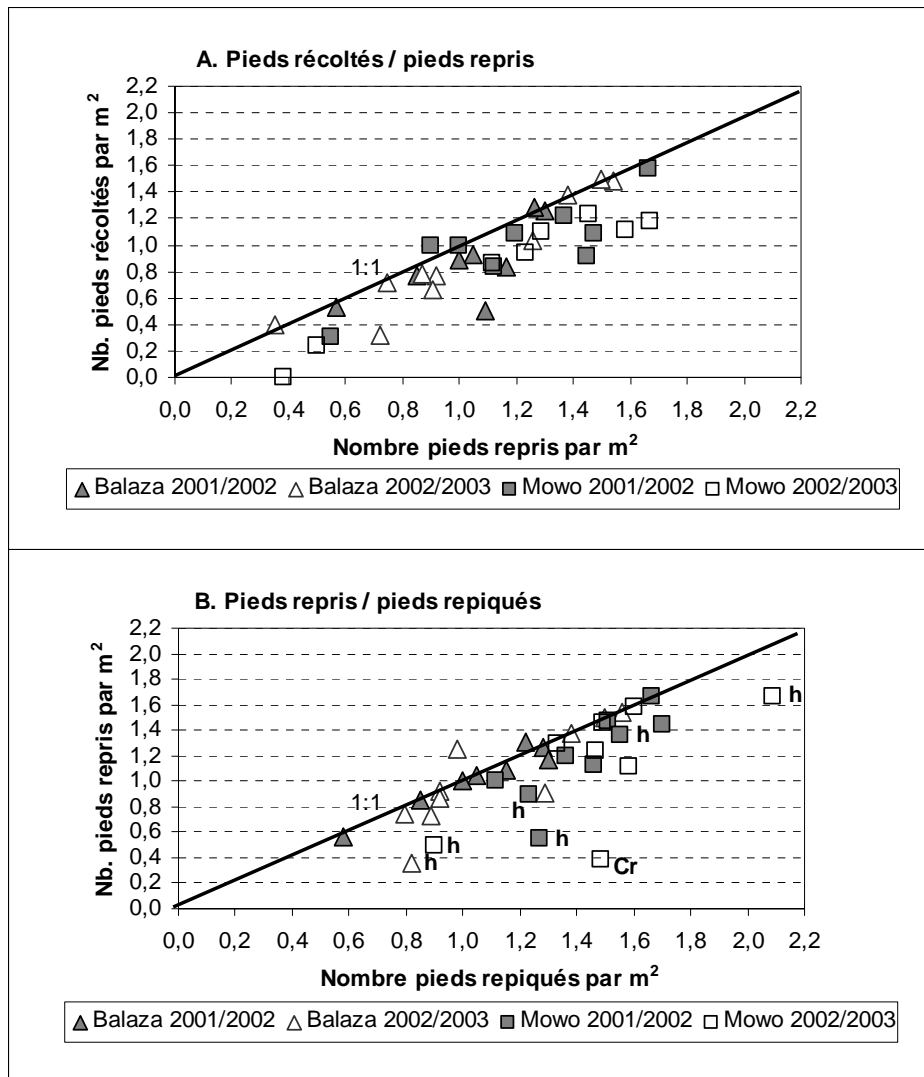 A. Pieds récoltés / pieds repris
Nb. pieds récoltés par m²
2,2
2,0
1,8
1,6
1,4
1,2
1,0
0,8
0,6
0,4
0,2
0,0
1:1
0,0 0,2 0,4 0,6 0,8 1,0 1,2 1,4 1,6 1,8 2,0 2,2
Nombre pieds repris par m²
Balaza 2001/2002 Balaza 2002/2003 Mowo 2001/2002 Mowo 2002/2003
B. Pieds repris / pieds repiqués
Nb. pieds repris par m²
2,2
2,0
1,8
1,6
1,4
1,2
1,0
0,8
0,6
0,4
0,2
0,0
h
h
1:1
h
h
h
h
Cr
0,0 0,2 0,4 0,6 0,8 1,0 1,2 1,4 1,6 1,8 2,0 2,2
Nombre pieds repiqués par m²
Balaza 2001/2002 Balaza 2002/2003 Mowo 2001/2002 Mowo 2002/2003